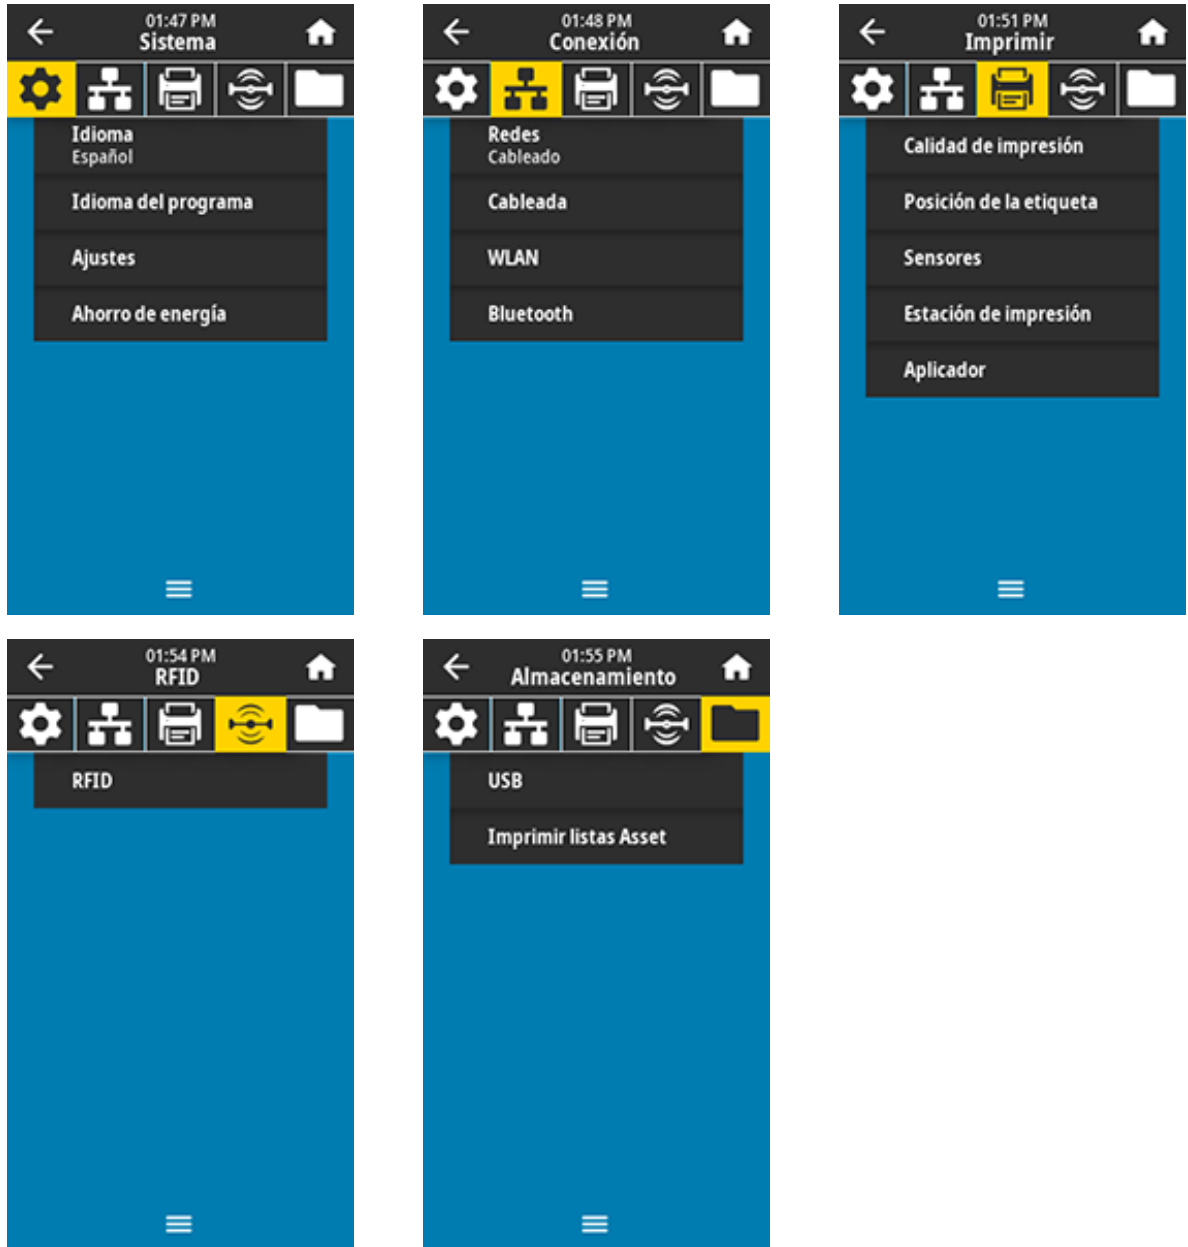 01:47 PM
Sistema
Idioma
Español
Idioma del programa
Ajustes
Ahorro de energía
01:48 PM
Conexión
Redes
Cableado
Cableada
WLAN
Bluetooth
01:51 PM
Imprimir
Calidad de impresión
Posición de la etiqueta
Sensores
Estación de impresión
Aplicador
01:54 PM
RFID
RFID
01:55 PM
Almacenamiento
USB
Imprimir listas Asset